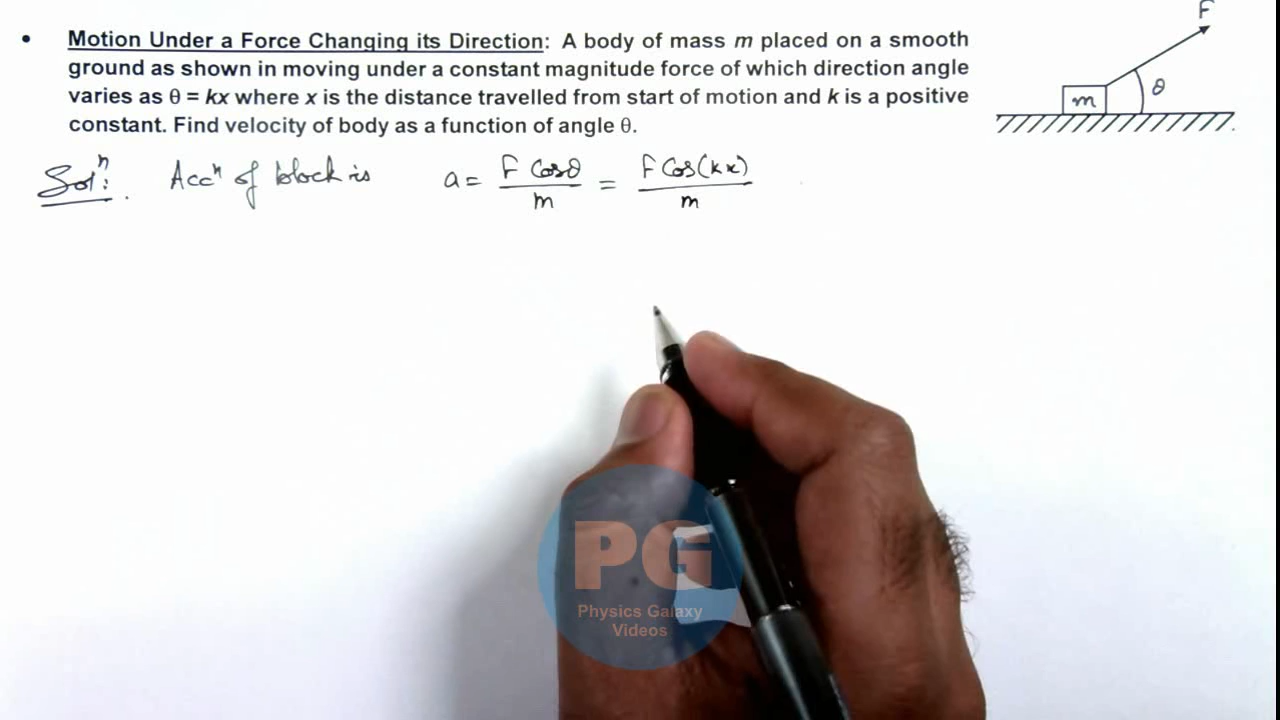 • Motion Under a Force Changing its Direction: A body of mass m placed on a smooth
ground as shown in moving under a constant magnitude force of which direction angle
varies as θ = kx where x is the distance travelled from start of motion and k is a positive
constant. Find velocity of body as a function of angle θ.
F
θ
m
Solⁿ: Accⁿ of block is a = F Cosθ / m = F Cos(kx) / m
PG
Physics Galaxy
Videos